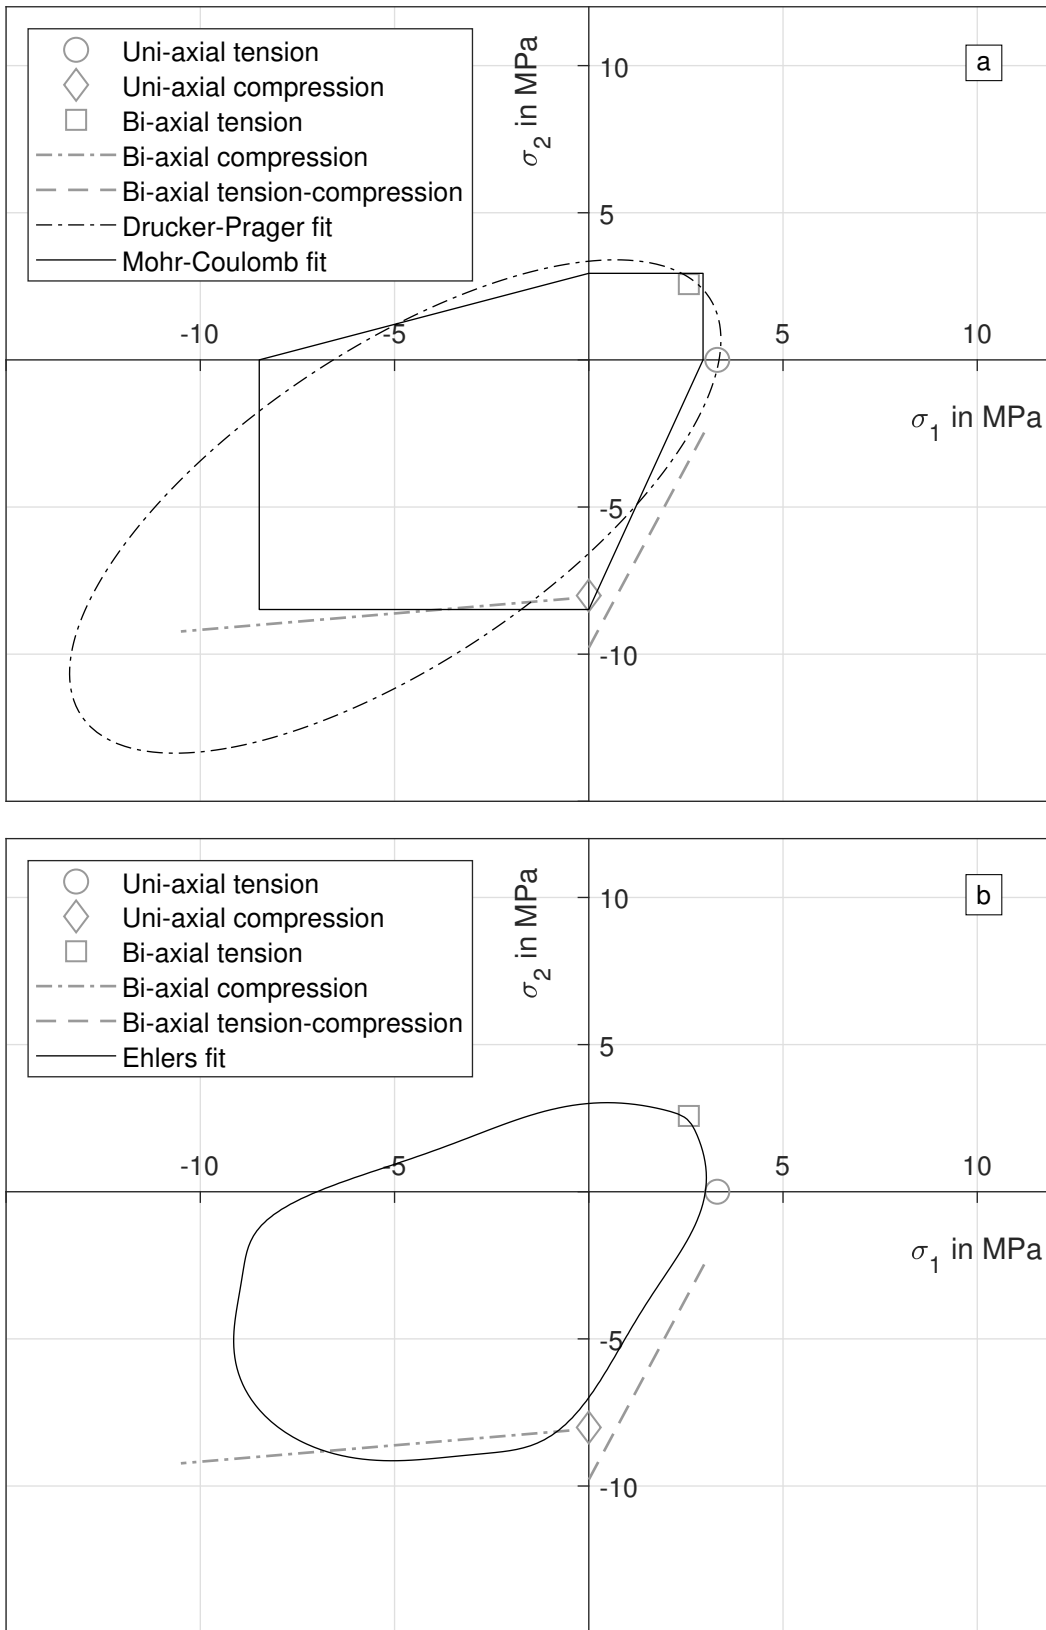 Uni-axial tension
Uni-axial compression
Bi-axial tension
Bi-axial compression
Bi-axial tension-compression
Drucker-Prager fit
Mohr-Coulomb fit
σ2 in MPa
10
a
5
-10
-5
5
10
σ1 in MPa
-5
-10
Uni-axial tension
Uni-axial compression
Bi-axial tension
Bi-axial compression
Bi-axial tension-compression
Ehlers fit
σ2 in MPa
10
b
5
-10
-5
5
10
σ1 in MPa
-5
-10